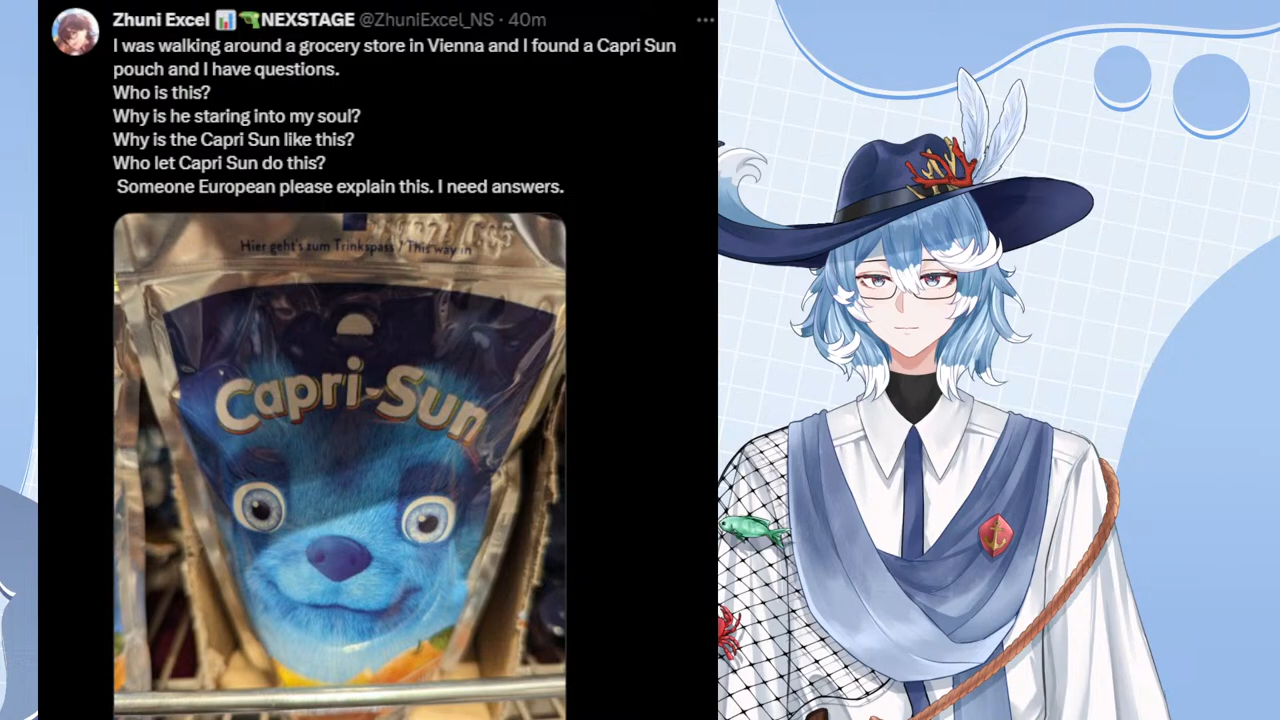 Zhuni Excel 📊🔫NEXSTAGE @ZhuniExcel_NS · 40m
I was walking around a grocery store in Vienna and I found a Capri Sun
pouch and I have questions.
Who is this?
Why is he staring into my soul?
Why is the Capri Sun like this?
Who let Capri Sun do this?
Someone European please explain this. I need answers.
Hier geht's zum Trinkspass / This way in
Capri-Sun